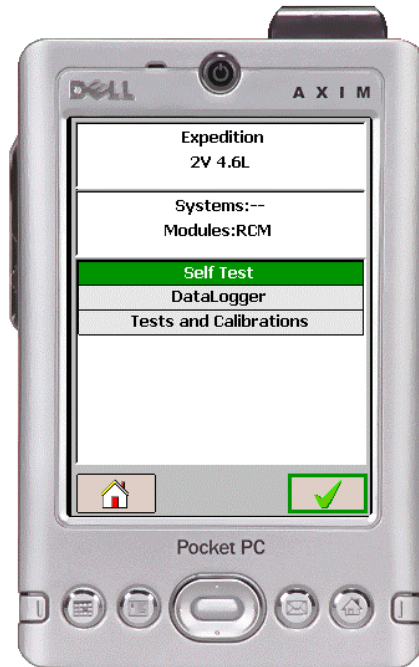 DELL
AXIM
Expedition
2V 4.6L
Systems:--
Modules:RCM
Self Test
DataLogger
Tests and Calibrations
Pocket PC